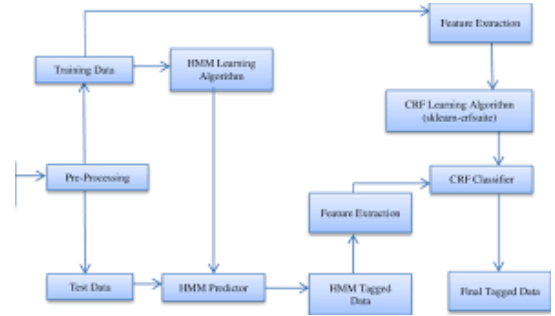 Feature Extraction
Training Data
HMM Learning
Algorithm
CRF Learning Algorithm
(sklearn-crfsuite)
Pre-Processing
CRF Classifier
Feature Extraction
Test Data
HMM Predictor
HMM Tagged
Data
Final Tagged Data